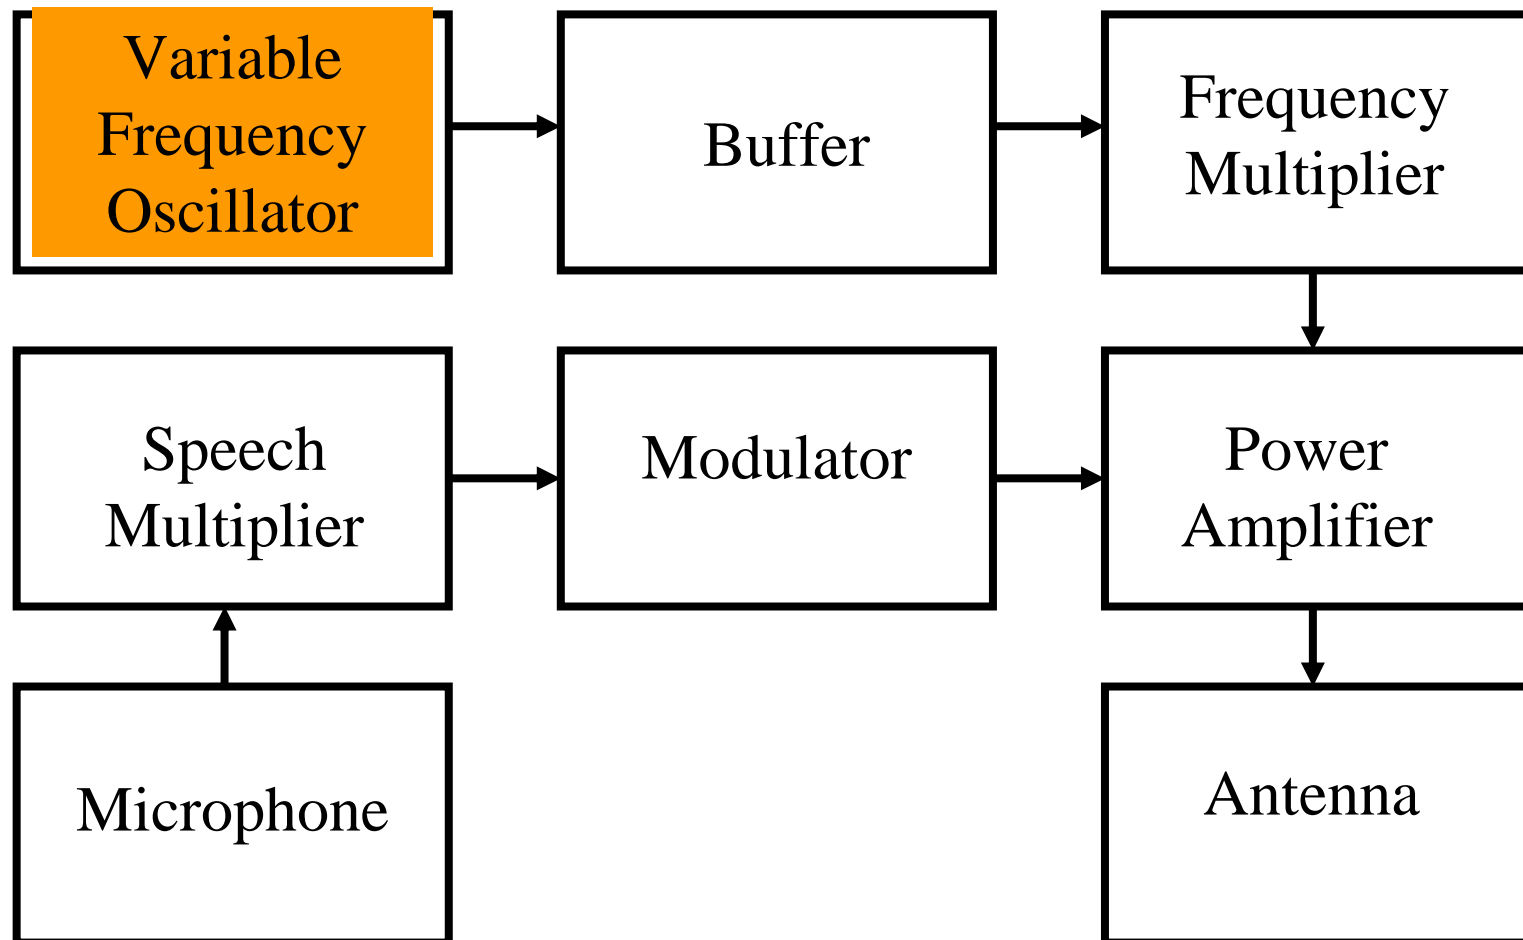 Variable
Frequency
Oscillator
Buffer
Frequency
Multiplier
Speech
Multiplier
Modulator
Power
Amplifier
Microphone
Antenna